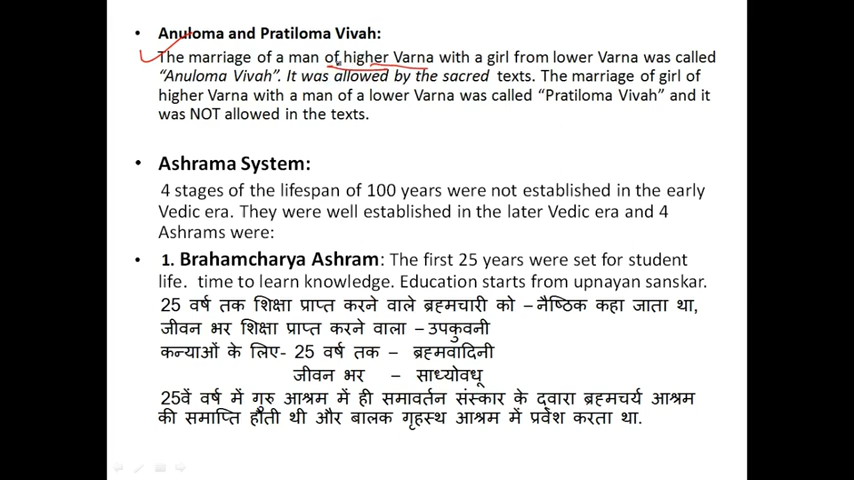 • Anuloma and Pratiloma Vivah:
The marriage of a man of higher Varna with a girl from lower Varna was called
“Anuloma Vivah”. It was allowed by the sacred texts. The marriage of girl of
higher Varna with a man of a lower Varna was called “Pratiloma Vivah” and it
was NOT allowed in the texts.
• Ashrama System:
4 stages of the lifespan of 100 years were not established in the early
Vedic era. They were well established in the later Vedic era and 4
Ashrams were:
• 1. Brahamcharya Ashram: The first 25 years were set for student
life. time to learn knowledge. Education starts from upnayan sanskar.
25 वर्ष तक शिक्षा प्राप्त करने वाले ब्रह्मचारी को – नैष्ठिक कहा जाता था,
जीवन भर शिक्षा प्राप्त करने वाला – उपकुवनी
कन्याओं के लिए- 25 वर्ष तक – ब्रह्मवादिनी
जीवन भर – साध्योवधू
25वें वर्ष में गुरु आश्रम में ही समावर्तन संस्कार के द्वारा ब्रह्मचर्य आश्रम
की समाप्ति होती थी और बालक गृहस्थ आश्रम में प्रवेश करता था.